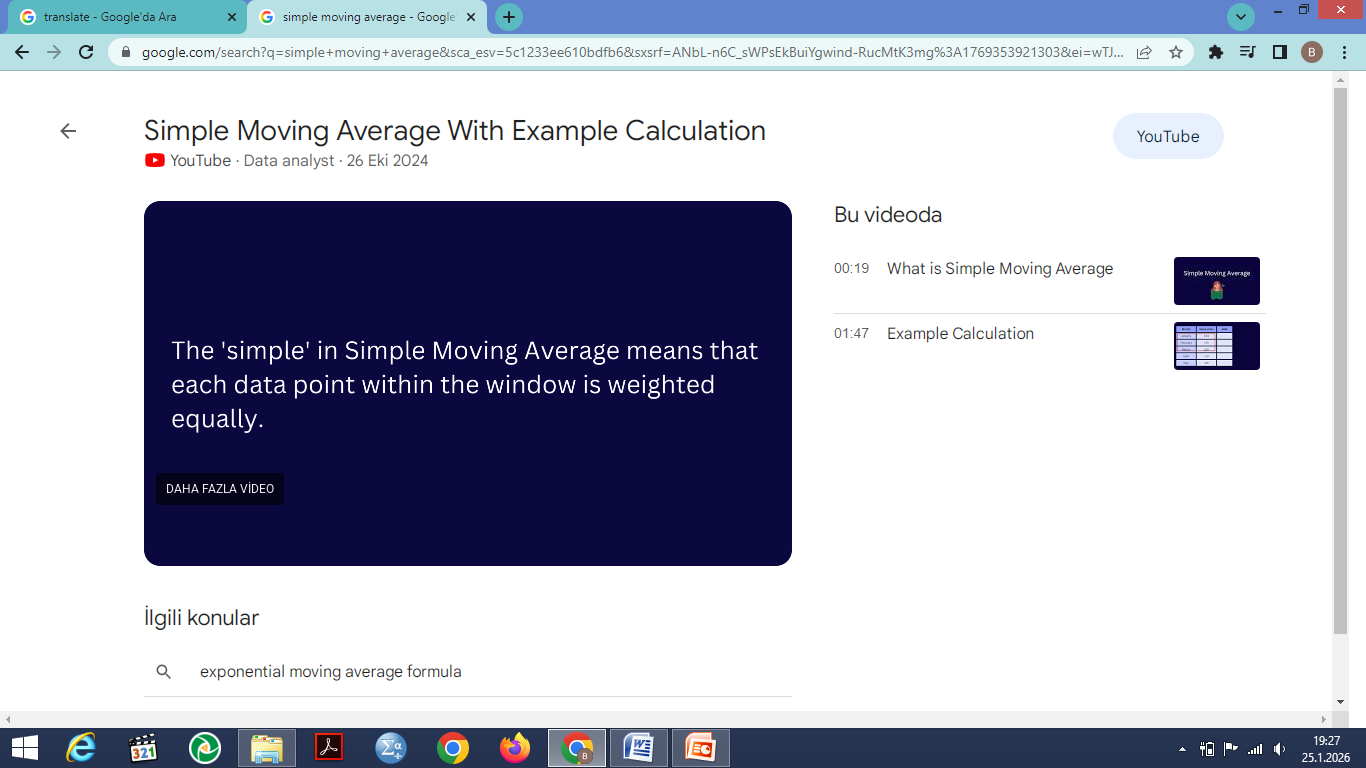 translate - Google'da Ara
simple moving average - Google'
google.com/search?q=simple+moving+average&sca_esv=5c1233ee610bdfb6&sxsrf=ANbL-n6C_sWPsEkBuiYgwind-RucMtK3mg%3A1769353921303&ei=wTJ...
B
Simple Moving Average With Example Calculation
YouTube · Data analyst · 26 Eki 2024
YouTube
The 'simple' in Simple Moving Average means that
each data point within the window is weighted
equally.
DAHA FAZLA VİDEO
Bu videoda
00:19 What is Simple Moving Average
Simple Moving Average
01:47 Example Calculation
İlgili konular
exponential moving average formula
321
Σα
B
19:27
25.1.2026